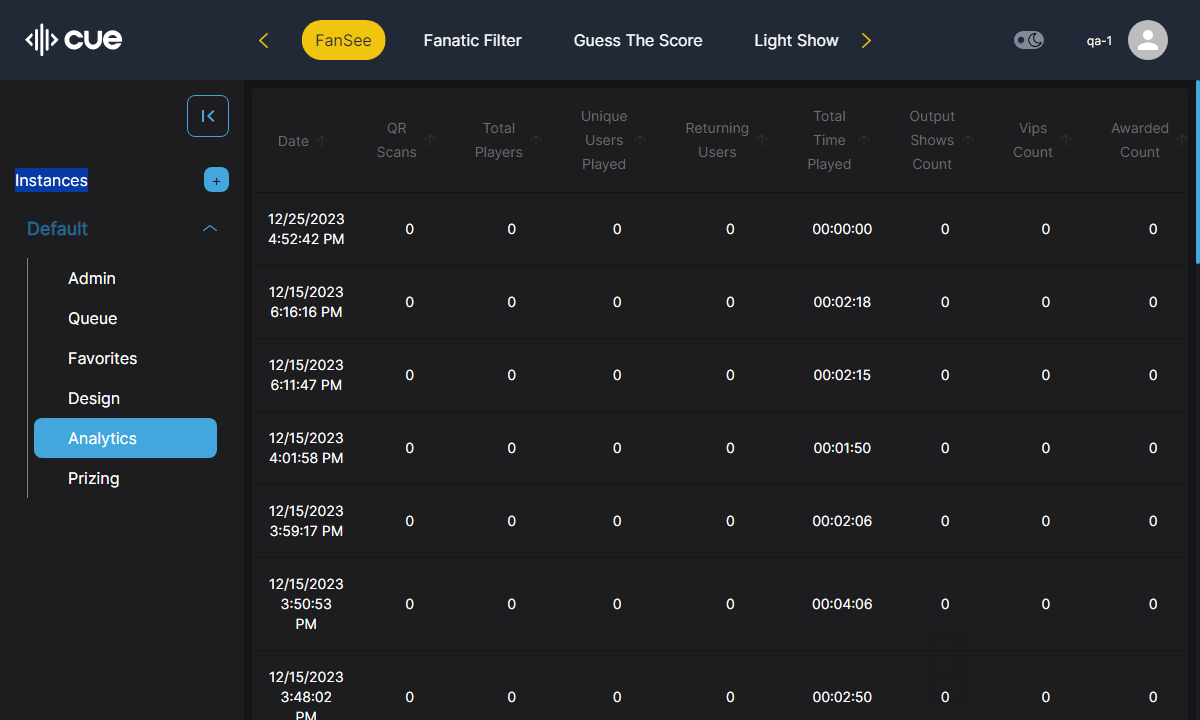 cue
FanSee
Fanatic Filter
Guess The Score
Light Show
qa-1
Instances
+
Default
Admin
Queue
Favorites
Design
Analytics
Prizing
Date
QR
Scans
Total
Players
Unique
Users
Played
Returning
Users
Total
Time
Played
Output
Shows
Count
Vips
Count
Awarded
Count
12/25/2023
4:52:42 PM
0 0 0 0 00:00:00 0 0 0
12/15/2023
6:16:16 PM
0 0 0 0 00:02:18 0 0 0
12/15/2023
6:11:47 PM
0 0 0 0 00:02:15 0 0 0
12/15/2023
4:01:58 PM
0 0 0 0 00:01:50 0 0 0
12/15/2023
3:59:17 PM
0 0 0 0 00:02:06 0 0 0
12/15/2023
3:50:53
PM
0 0 0 0 00:04:06 0 0 0
12/15/2023
3:48:02
PM
0 0 0 0 00:02:50 0 0 0